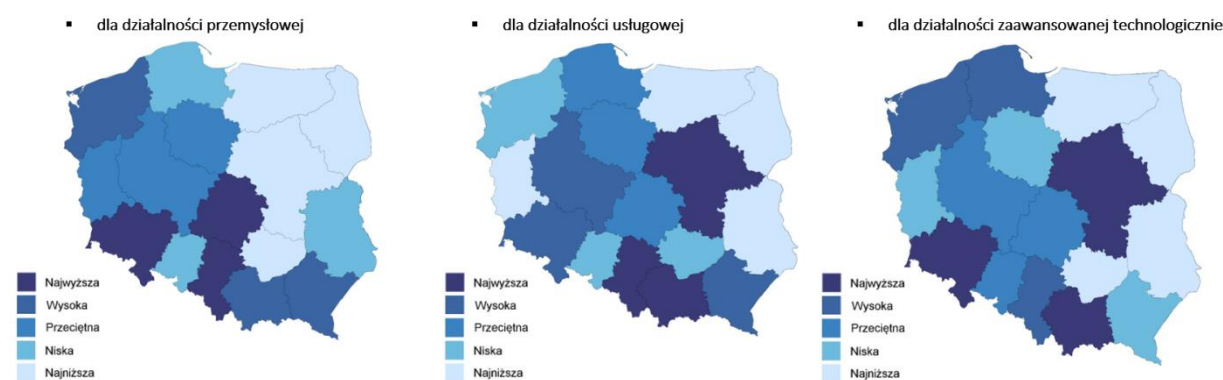 ▪ dla działalności przemysłowej
Najwyższa
Wysoka
Przeciętna
Niska
Najniższa
▪ dla działalności usługowej
Najwyższa
Wysoka
Przeciętna
Niska
Najniższa
▪ dla działalności zaawansowanej technologicznie
Najwyższa
Wysoka
Przeciętna
Niska
Najniższa